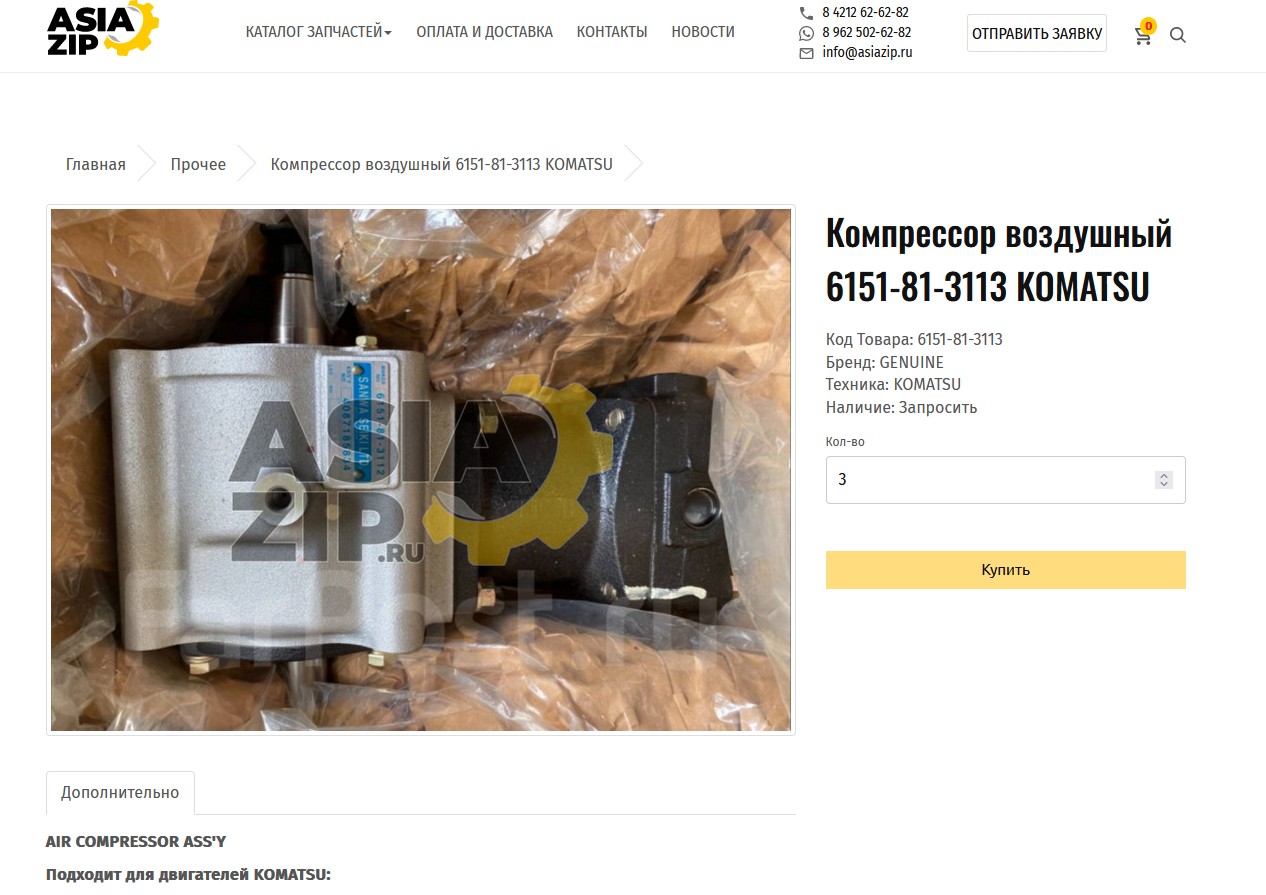 ASIA
ZIP
КАТАЛОГ ЗАПЧАСТЕЙ
ОПЛАТА И ДОСТАВКА
КОНТАКТЫ
НОВОСТИ
8 4212 62-62-82
8 962 502-62-82
info@asiazip.ru
ОТПРАВИТЬ ЗАЯВКУ
0
Главная
Прочее
Компрессор воздушный 6151-81-3113 KOMATSU
6151-81-3112
SANWA SEIKI LTD
ASIA
ZIP.RU
FarPost.ru
Компрессор воздушный
6151-81-3113 KOMATSU
Код Товара: 6151-81-3113
Бренд: GENUINE
Техника: KOMATSU
Наличие: Запросить
Кол-во
3
Купить
Дополнительно
AIR COMPRESSOR ASS'Y
Подходит для двигателей KOMATSU: